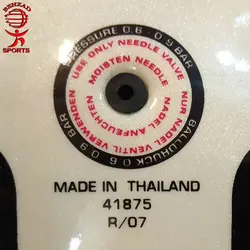 BEHZAD
SPORTS
PRESSURE 0.6 - 0.9 BAR
USE ONLY NEEDLE VALVE
MOISTEN NEEDLE
NADEL ANFEUCHTEN
NUR NADEL VENTIL VERWENDEN
BALLDRUCK 0.6 - 0.9 BAR
MADE IN THAILAND
41875
R/07